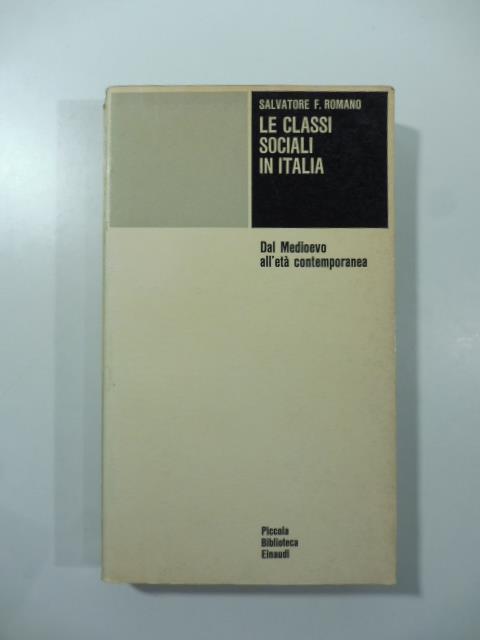 SALVATORE F. ROMANO
LE CLASSI
SOCIALI
IN ITALIA
Dal Medioevo
all'età contemporanea
Piccola
Biblioteca
Einaudi